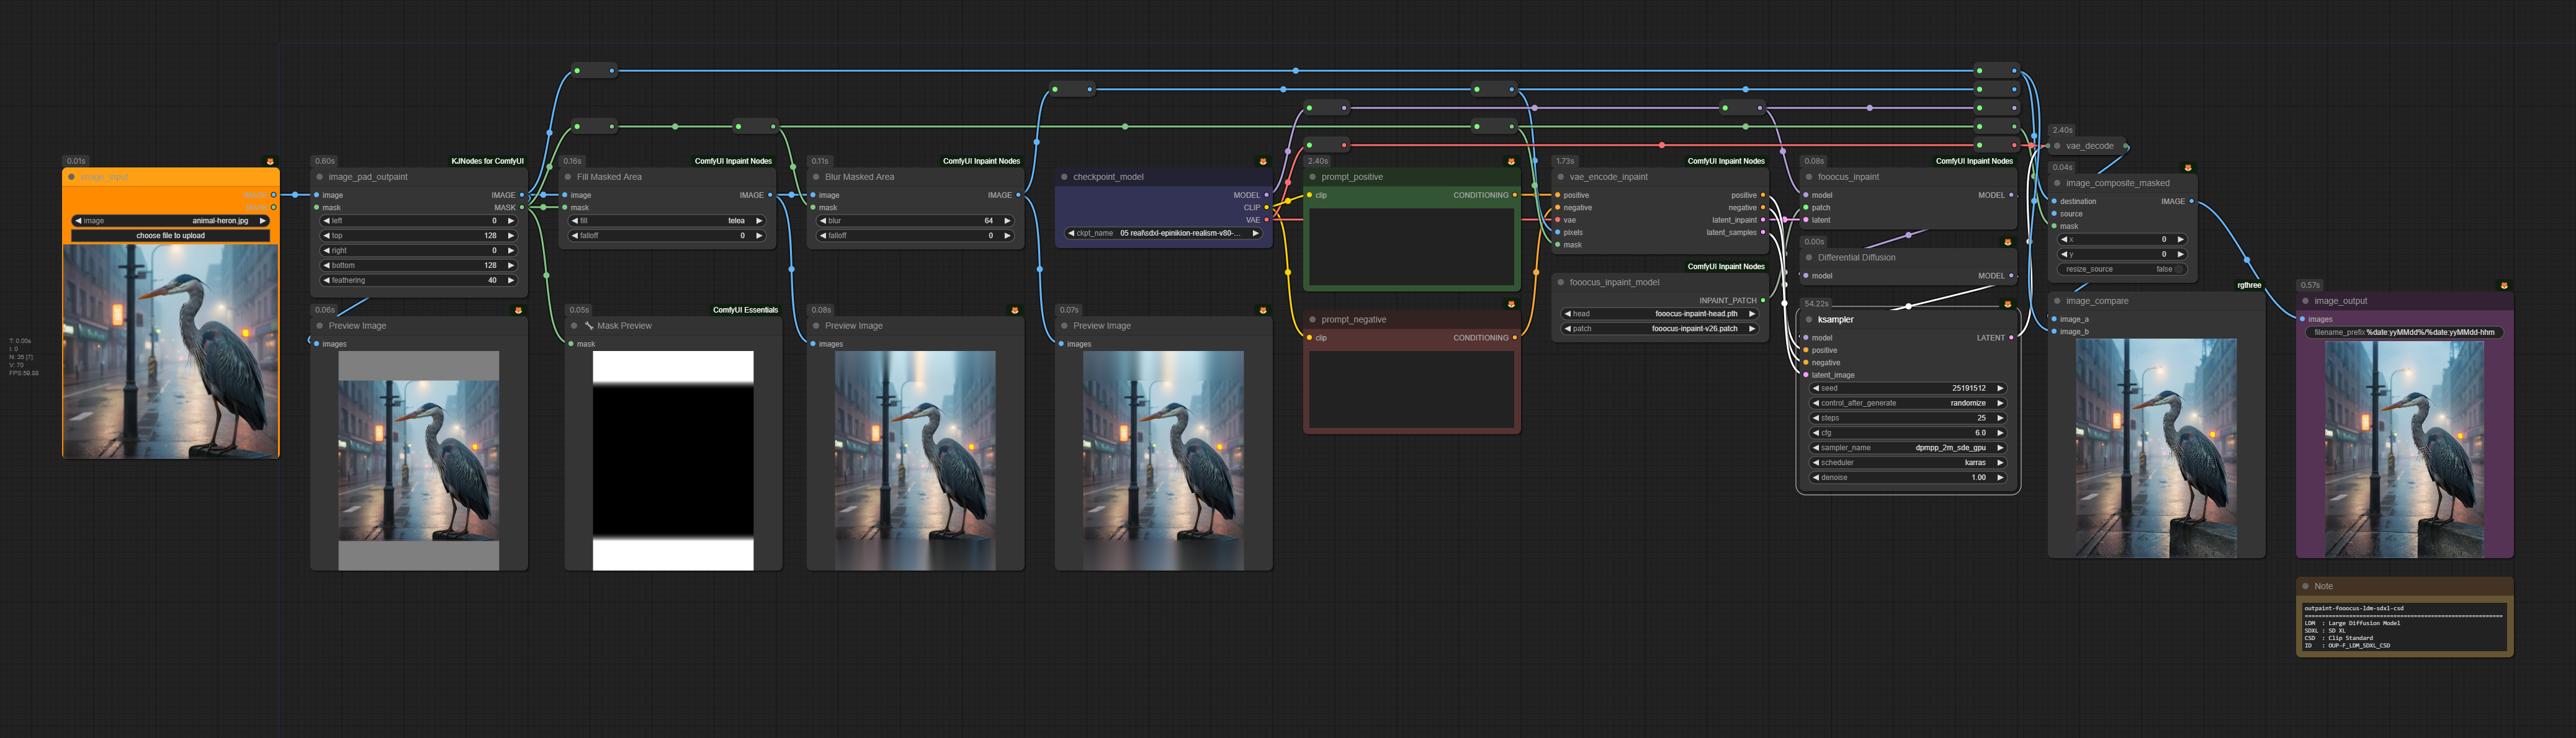 0.01s
image_input
IMAGE
MASK
image animal-heron.jpg
choose file to upload
T: 0.00s
I: 0
N: 35 [7]
V: 70
FPS:59.88
0.60s
KJNodes for ComfyUI
image_pad_outpaint
image IMAGE
mask MASK
left 0
top 128
right 0
bottom 128
feathering 40
0.06s
Preview Image
images
0.16s
ComfyUI Inpaint Nodes
Fill Masked Area
image IMAGE
mask
fill telea
falloff 0
0.05s
ComfyUI Essentials
🔧 Mask Preview
mask
0.11s
ComfyUI Inpaint Nodes
Blur Masked Area
image IMAGE
mask
blur 64
falloff 0
0.08s
Preview Image
images
checkpoint_model
MODEL
CLIP
VAE
ckpt_name 05 real\sdxl-epinikion-realism-v80-...
0.07s
Preview Image
images
2.40s
prompt_positive
clip CONDITIONING
prompt_negative
clip CONDITIONING
1.73s
ComfyUI Inpaint Nodes
vae_encode_inpaint
positive positive
negative negative
vae latent_inpaint
pixels latent_samples
mask
ComfyUI Inpaint Nodes
fooocus_inpaint_model
INPAINT_PATCH
head fooocus-inpaint-head.pth
patch fooocus-inpaint-v26.patch
0.08s
ComfyUI Inpaint Nodes
fooocus_inpaint
model MODEL
patch
latent
0.00s
Differential Diffusion
model MODEL
54.22s
ksampler
model LATENT
positive
negative
latent_image
seed 25191512
control_after_generate randomize
steps 25
cfg 6.0
sampler_name dpmpp_2m_sde_gpu
scheduler karras
denoise 1.00
2.40s
vae_decode
0.04s
image_composite_masked
destination IMAGE
source
mask
x 0
y 0
resize_source false
rgthree
image_compare
image_a
image_b
0.57s
image_output
images
filename_prefix %date:yyMMdd%/%date:yyMMdd-hhm
Note
outpaint-fooocus-ldm-sdxl-csd
LDM : Large Diffusion Model
SDXL : SD XL
CSD : Clip Standard
ID : OUP-F_LDM_SDXL_CSD